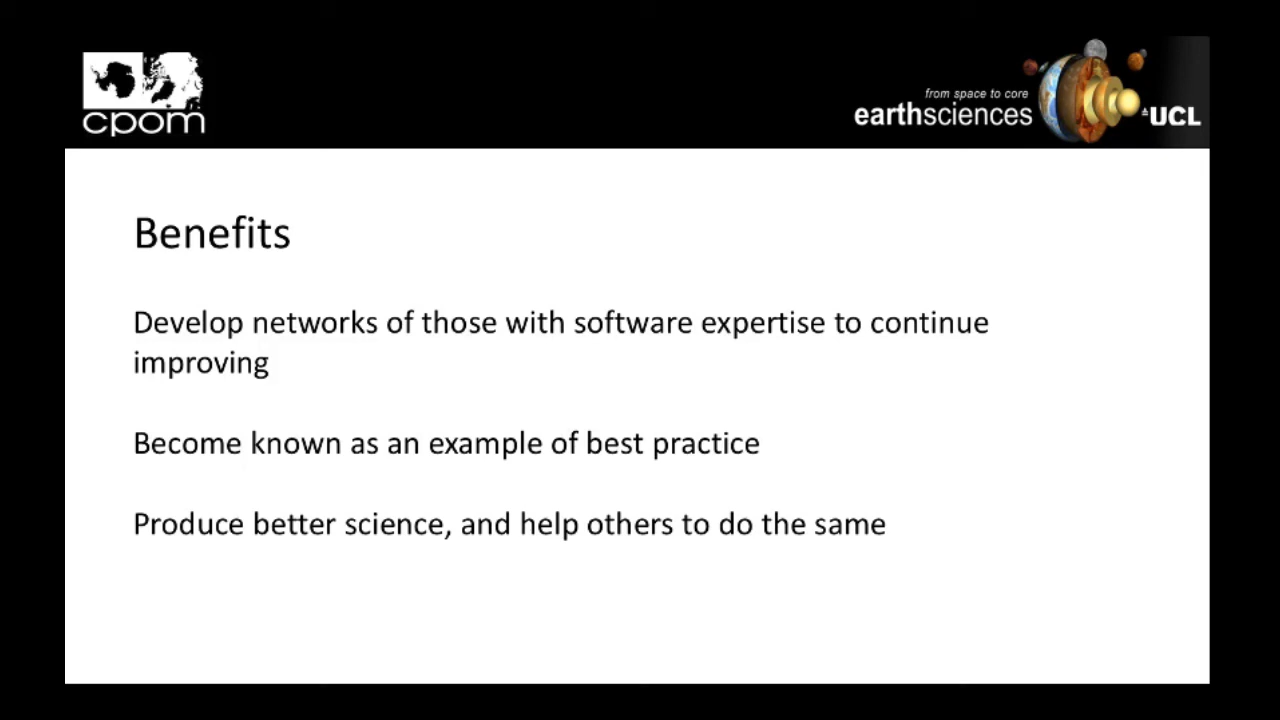 cpom
from space to core
earthsciences
UCL
Benefits
Develop networks of those with software expertise to continue
improving
Become known as an example of best practice
Produce better science, and help others to do the same